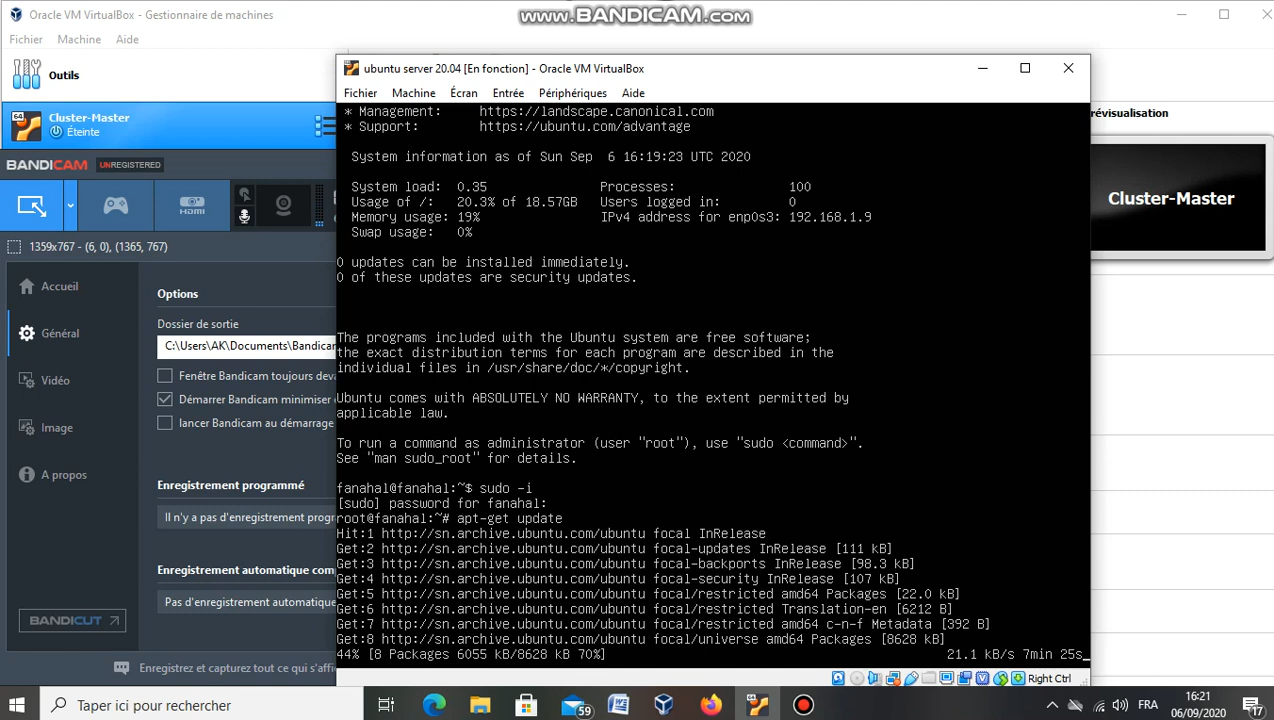 Oracle VM VirtualBox - Gestionnaire de machines
www.BANDICAM.com
Fichier Machine Aide
Outils
Cluster-Master
Éteinte
BANDICAM UNREGISTERED
HDMI
1359x767 - (6, 0), (1365, 767)
Accueil
Général
Vidéo
Image
A propos
BANDICUT
Options
Dossier de sortie
C:\Users\AK\Documents\Bandica
Fenêtre Bandicam toujours deva
Démarrer Bandicam minimiser
lancer Bandicam au démarrage
Enregistrement programmé
Il n'y a pas d'enregistrement progr
Enregistrement automatique com
Pas d'enregistrement automatique
Enregistrez et capturez tout ce qui s'affi
ubuntu server 20.04 [En fonction] - Oracle VM VirtualBox
Fichier Machine Écran Entrée Périphériques Aide
* Management: https://landscape.canonical.com
* Support: https://ubuntu.com/advantage
System information as of Sun Sep 6 16:19:23 UTC 2020
System load: 0.35 Processes: 100
Usage of /: 20.3% of 18.57GB Users logged in: 0
Memory usage: 19% IPv4 address for enp0s3: 192.168.1.9
Swap usage: 0%
0 updates can be installed immediately.
0 of these updates are security updates.
The programs included with the Ubuntu system are free software;
the exact distribution terms for each program are described in the
individual files in /usr/share/doc/*/copyright.
Ubuntu comes with ABSOLUTELY NO WARRANTY, to the extent permitted by
applicable law.
To run a command as administrator (user "root"), use "sudo <command>".
See "man sudo_root" for details.
fanahal@fanahal:~$ sudo -i
[sudo] password for fanahal:
root@fanahal:~# apt-get update
Hit:1 http://sn.archive.ubuntu.com/ubuntu focal InRelease
Get:2 http://sn.archive.ubuntu.com/ubuntu focal-updates InRelease [111 kB]
Get:3 http://sn.archive.ubuntu.com/ubuntu focal-backports InRelease [98.3 kB]
Get:4 http://sn.archive.ubuntu.com/ubuntu focal-security InRelease [107 kB]
Get:5 http://sn.archive.ubuntu.com/ubuntu focal/restricted amd64 Packages [22.0 kB]
Get:6 http://sn.archive.ubuntu.com/ubuntu focal/restricted Translation-en [6212 B]
Get:7 http://sn.archive.ubuntu.com/ubuntu focal/restricted amd64 c-n-f Metadata [392 B]
Get:8 http://sn.archive.ubuntu.com/ubuntu focal/universe amd64 Packages [8628 kB]
44% [8 Packages 6055 kB/8628 kB 70%] 21.1 kB/s 7min 25s
Right Ctrl
révisualisation
Cluster-Master
Taper ici pour rechercher
59
FRA
16:21
06/09/2020
17